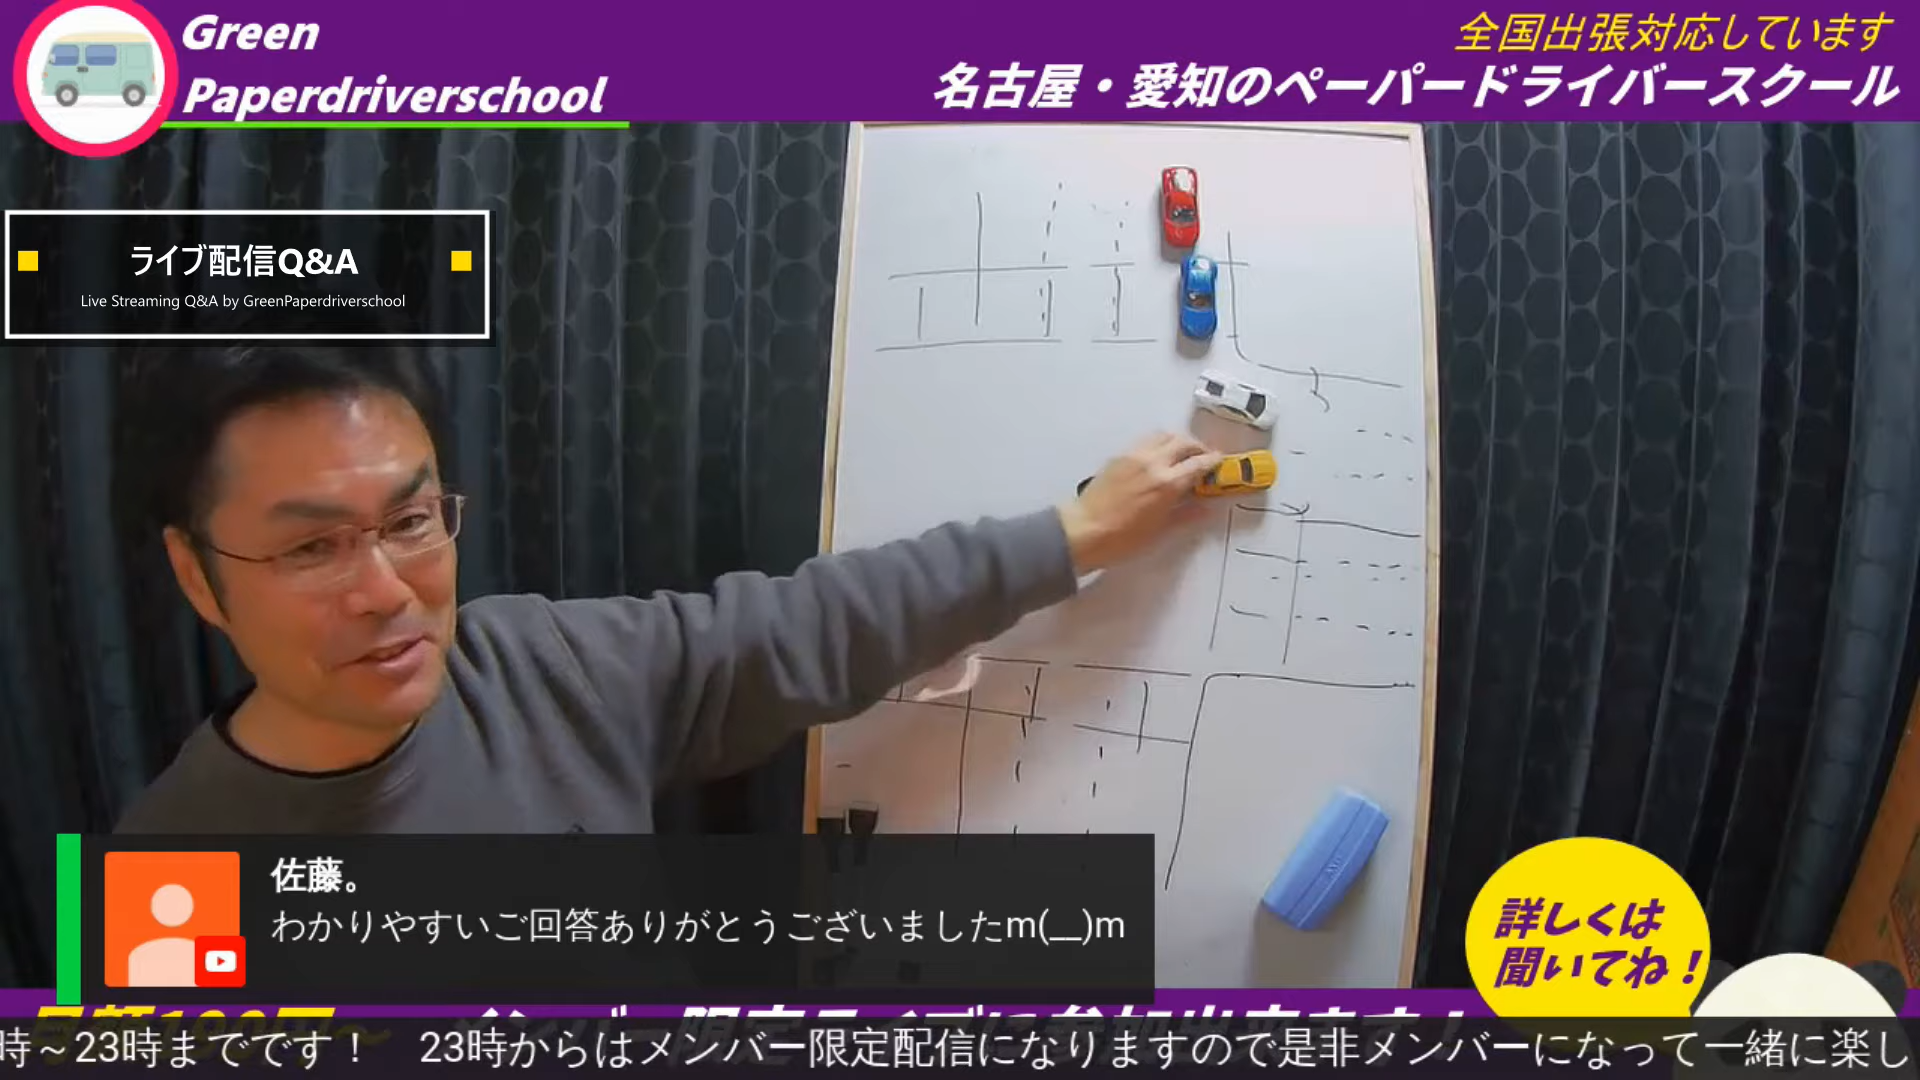 Green
Paperdriverschool
全国出張対応しています
名古屋・愛知のペーパードライバースクール
ライブ配信Q&A
Live Streaming Q&A by GreenPaperdriverschool
佐藤。
わかりやすいご回答ありがとうございましたm(__)m
詳しくは
聞いてね！
時～23時までです！　23時からはメンバー限定配信になりますので是非メンバーになって一緒に楽し